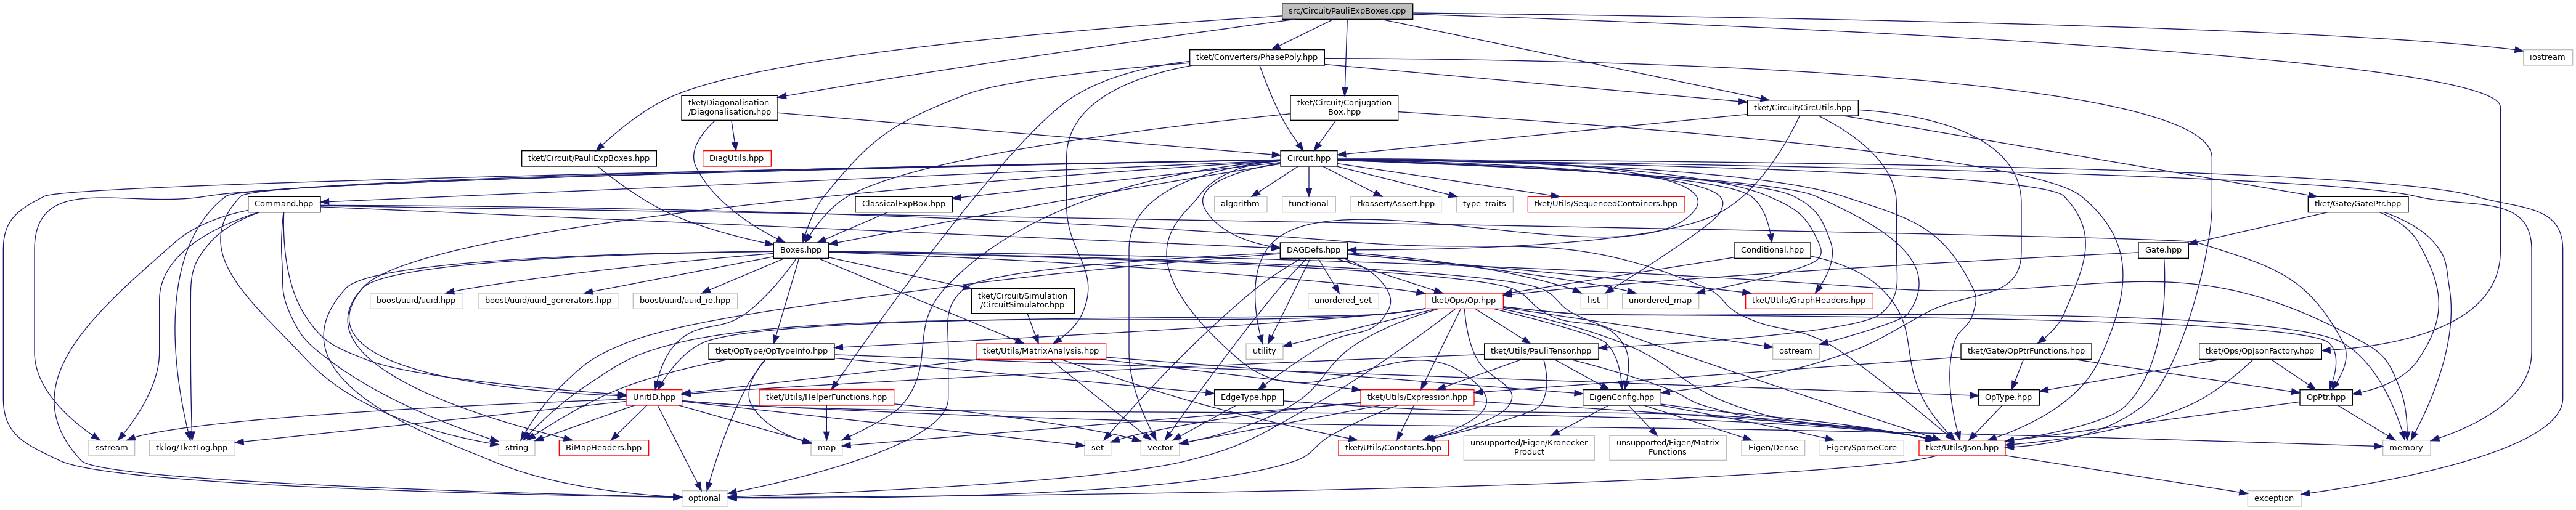 src/Circuit/PauliExpBoxes.cpp
tket/Converters/PhasePoly.hpp
iostream
tket/Diagonalisation
/Diagonalisation.hpp
tket/Circuit/Conjugation
Box.hpp
tket/Circuit/CircUtils.hpp
tket/Circuit/PauliExpBoxes.hpp
DiagUtils.hpp
Circuit.hpp
Command.hpp
ClassicalExpBox.hpp
algorithm
functional
tkassert/Assert.hpp
type_traits
tket/Utils/SequencedContainers.hpp
tket/Gate/GatePtr.hpp
Boxes.hpp
DAGDefs.hpp
Conditional.hpp
Gate.hpp
boost/uuid/uuid.hpp
boost/uuid/uuid_generators.hpp
boost/uuid/uuid_io.hpp
tket/Circuit/Simulation
/CircuitSimulator.hpp
unordered_set
tket/Ops/Op.hpp
list
unordered_map
tket/Utils/GraphHeaders.hpp
tket/OpType/OpTypeInfo.hpp
tket/Utils/MatrixAnalysis.hpp
utility
tket/Utils/PauliTensor.hpp
ostream
tket/Gate/OpPtrFunctions.hpp
tket/Ops/OpJsonFactory.hpp
UnitID.hpp
tket/Utils/HelperFunctions.hpp
EdgeType.hpp
tket/Utils/Expression.hpp
EigenConfig.hpp
OpType.hpp
OpPtr.hpp
sstream
tklog/TketLog.hpp
string
BiMapHeaders.hpp
map
set
vector
tket/Utils/Constants.hpp
unsupported/Eigen/Kronecker
Product
unsupported/Eigen/Matrix
Functions
Eigen/Dense
Eigen/SparseCore
tket/Utils/Json.hpp
memory
optional
exception